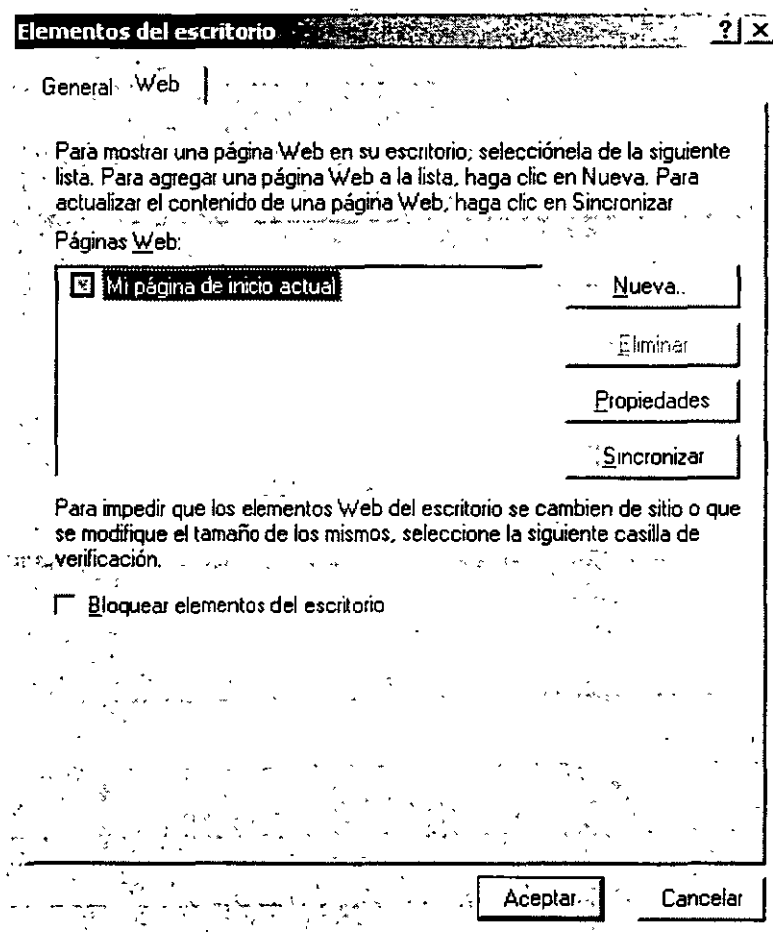 Elementos del escritorio ? ×
General Web
Para mostrar una página Web en su escritorio, selecciónela de la siguiente
lista. Para agregar una página Web a la lista, haga clic en Nueva. Para
actualizar el contenido de una página Web, haga clic en Sincronizar
Páginas Web:
Mi página de inicio actual
Nueva..
Eliminar
Propiedades
Sincronizar
Para impedir que los elementos Web del escritorio se cambien de sitio o que
se modifique el tamaño de los mismos, seleccione la siguiente casilla de
verificación.
Bloquear elementos del escritorio
Aceptar Cancelar